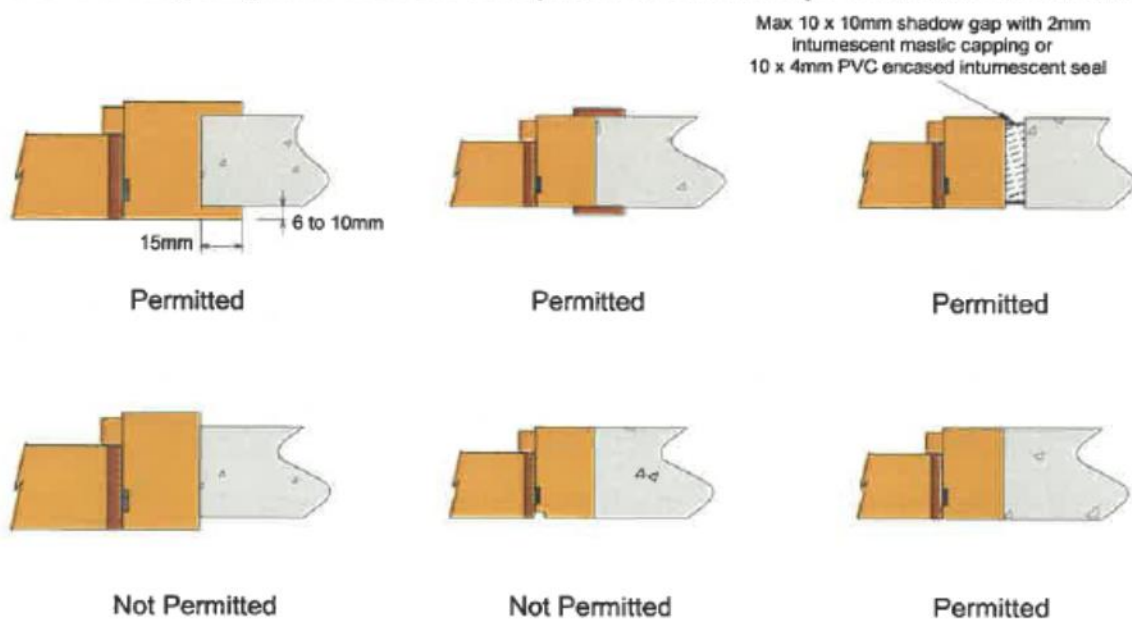 Max 10 x 10mm shadow gap with 2mm
intumescent mastic capping or
10 x 4mm PVC encased intumescent seal
6 to 10mm
15mm
Permitted
Permitted
Permitted
Not Permitted
Not Permitted
Permitted